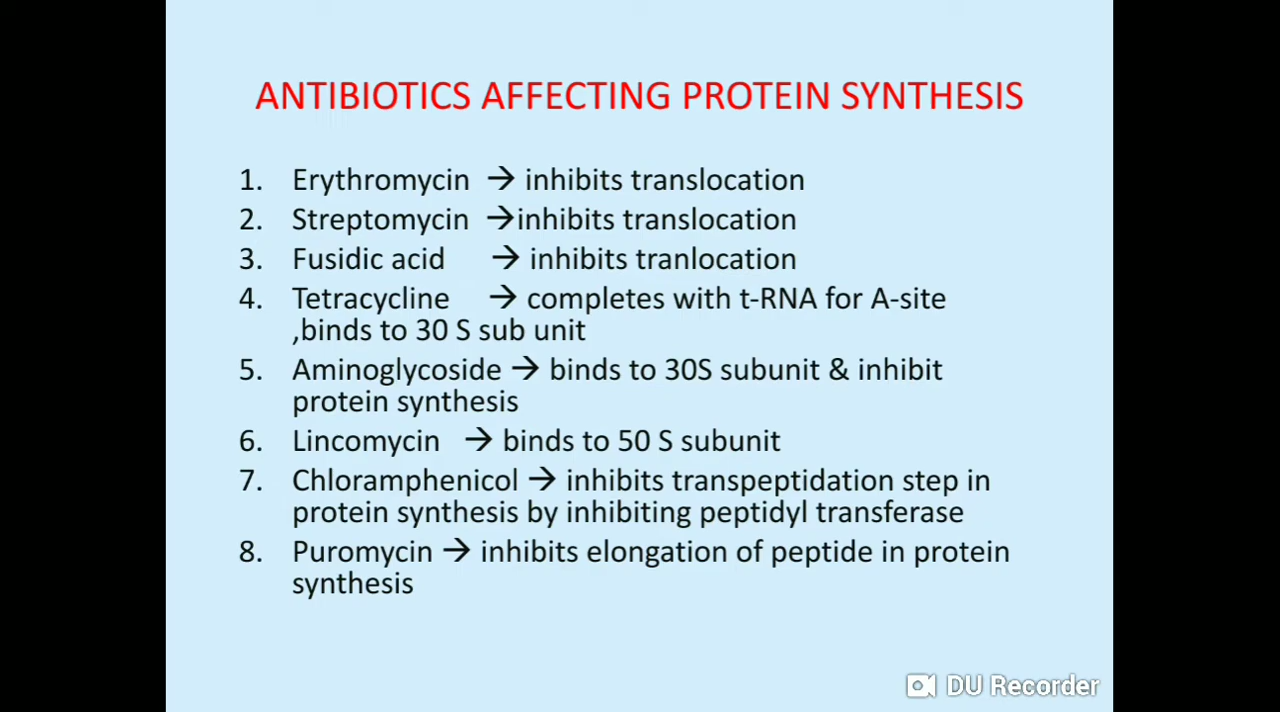 ANTIBIOTICS AFFECTING PROTEIN SYNTHESIS
1. Erythromycin → inhibits translocation
2. Streptomycin →inhibits translocation
3. Fusidic acid → inhibits tranlocation
4. Tetracycline → completes with t-RNA for A-site
,binds to 30 S sub unit
5. Aminoglycoside → binds to 30S subunit & inhibit
protein synthesis
6. Lincomycin → binds to 50 S subunit
7. Chloramphenicol → inhibits transpeptidation step in
protein synthesis by inhibiting peptidyl transferase
8. Puromycin → inhibits elongation of peptide in protein
synthesis
DU Recorder